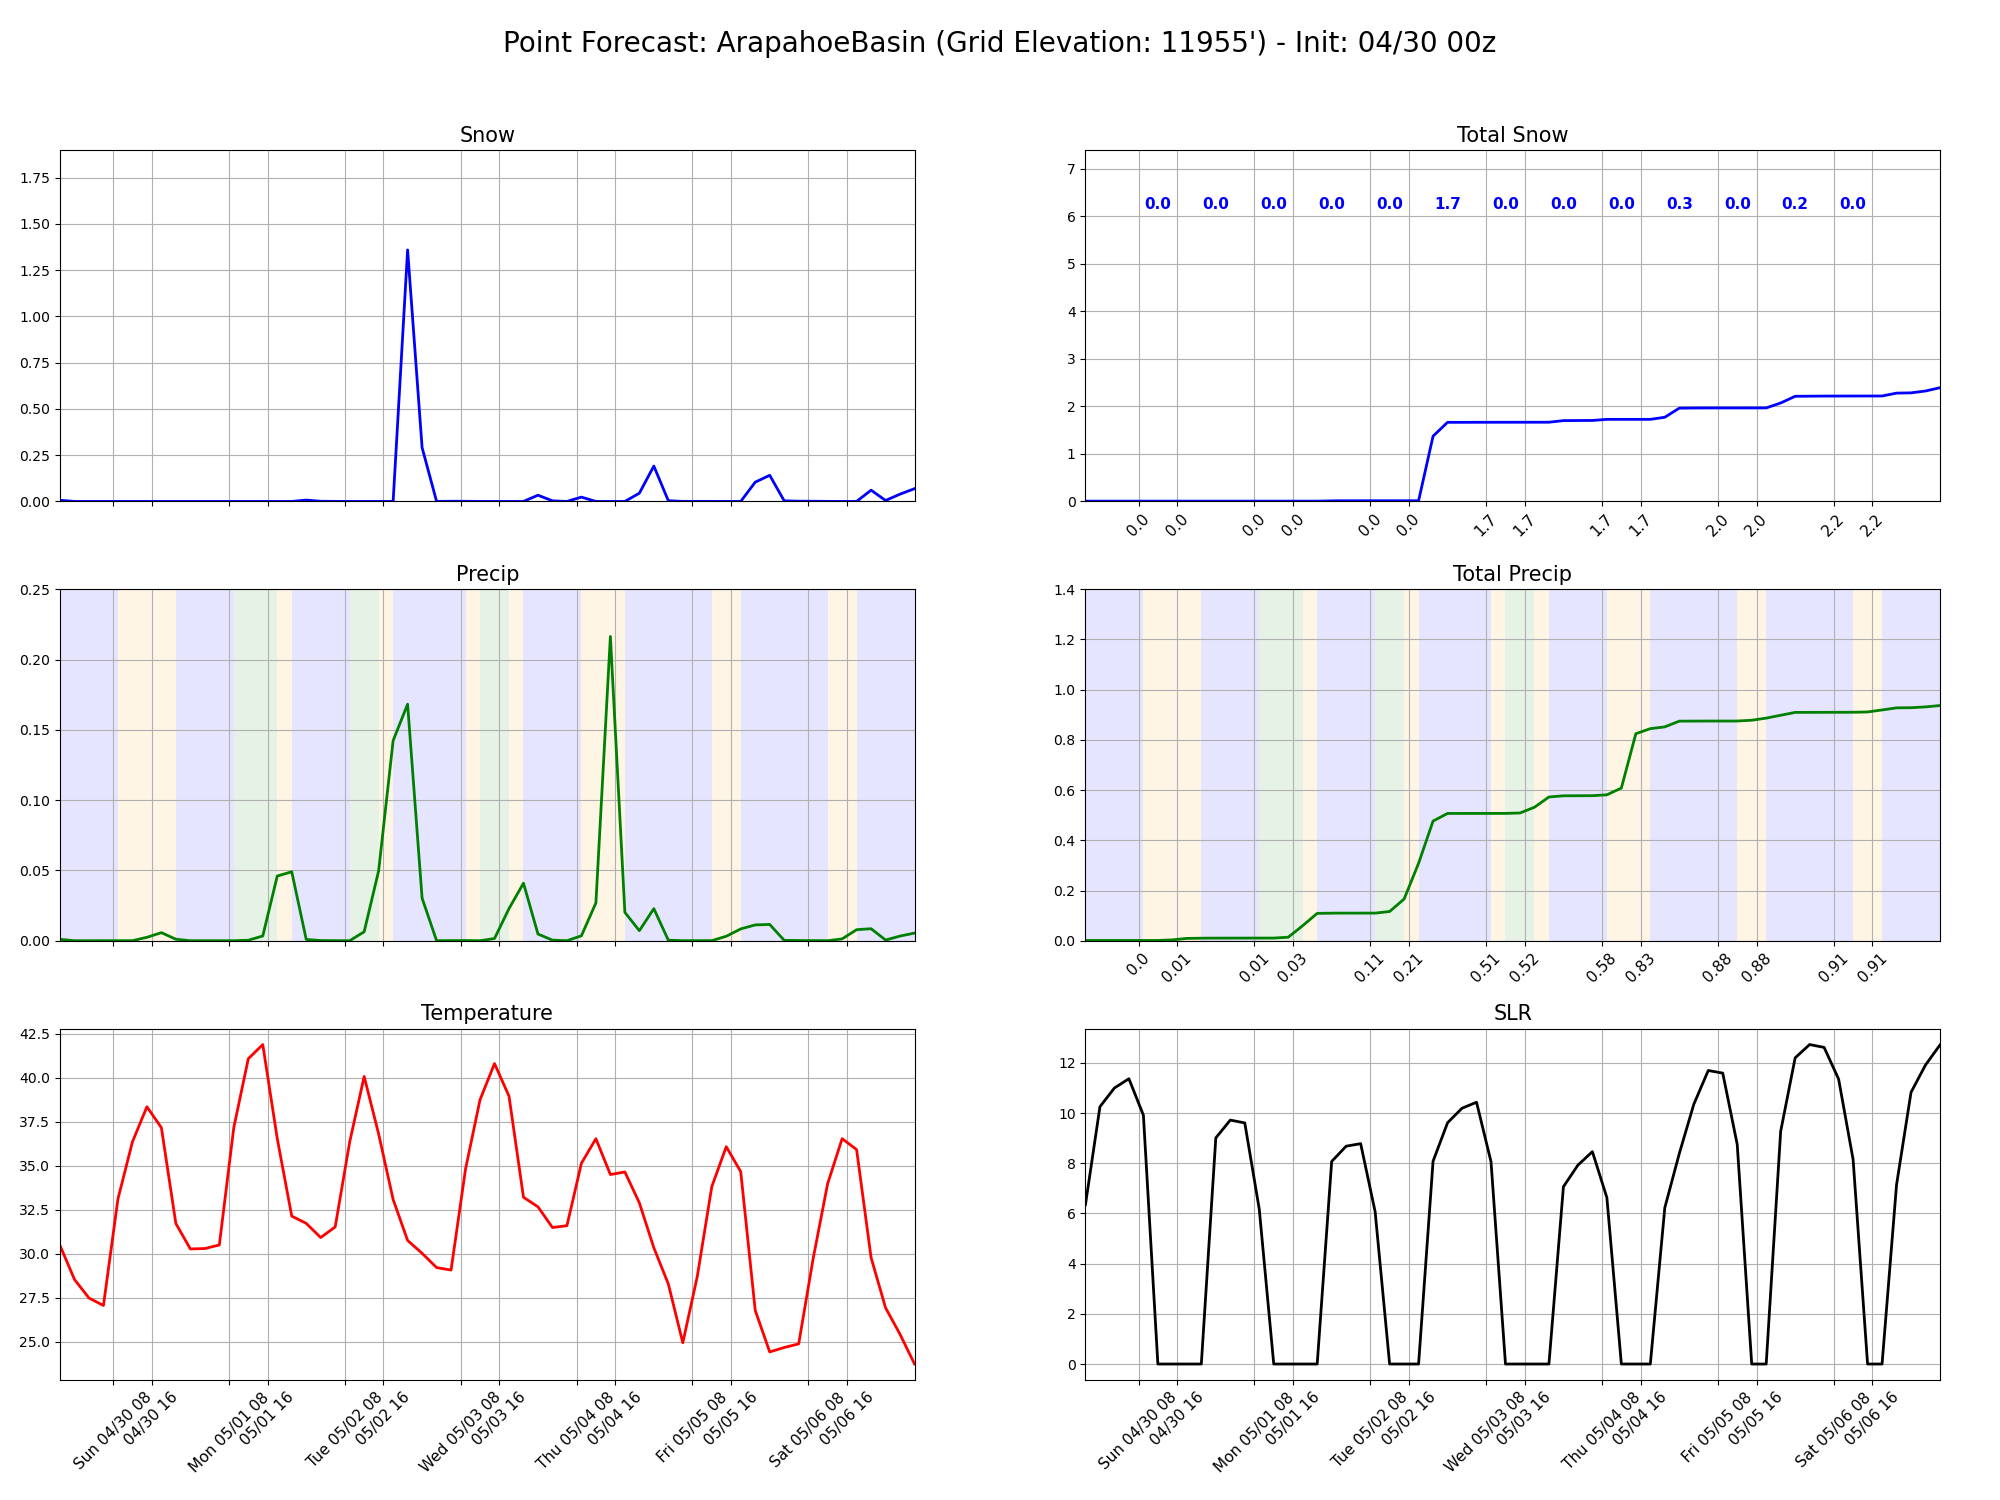 Point Forecast: ArapahoeBasin (Grid Elevation: 11955') - Init: 04/30 00z
Snow
1.75
1.50
1.25
1.00
0.75
0.50
0.25
0.00
Total Snow
7
6
5
4
3
2
1
0
0.0 0.0 0.0 0.0 0.0 1.7 0.0 0.0 0.0 0.3 0.0 0.2 0.0
0.0 0.0 0.0 0.0 0.0 0.0 1.7 1.7 1.7 1.7 2.0 2.0 2.2 2.2
Precip
0.25
0.20
0.15
0.10
0.05
0.00
Total Precip
1.4
1.2
1.0
0.8
0.6
0.4
0.2
0.0
0.0 0.01 0.01 0.03 0.11 0.21 0.51 0.52 0.58 0.83 0.88 0.88 0.91 0.91
Temperature
42.5
40.0
37.5
35.0
32.5
30.0
27.5
25.0
Sun 04/30 08
04/30 16
Mon 05/01 08
05/01 16
Tue 05/02 08
05/02 16
Wed 05/03 08
05/03 16
Thu 05/04 08
05/04 16
Fri 05/05 08
05/05 16
Sat 05/06 08
05/06 16
SLR
12
10
8
6
4
2
0
Sun 04/30 08
04/30 16
Mon 05/01 08
05/01 16
Tue 05/02 08
05/02 16
Wed 05/03 08
05/03 16
Thu 05/04 08
05/04 16
Fri 05/05 08
05/05 16
Sat 05/06 08
05/06 16